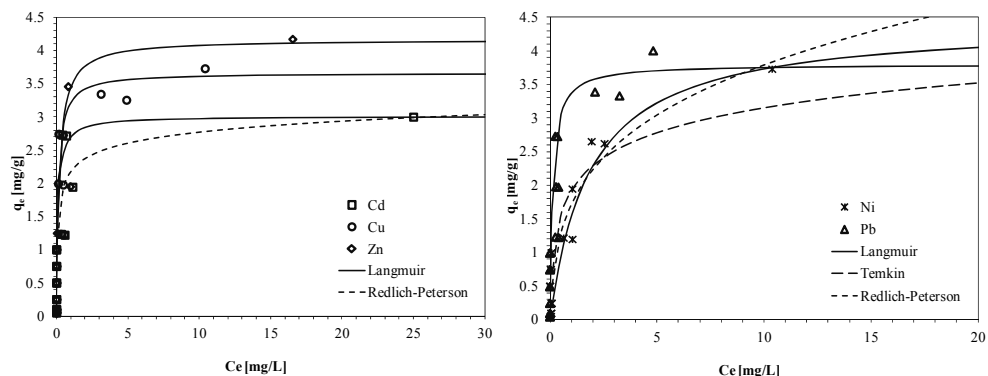 4.5
4
3.5
3
2.5
2
1.5
1
0.5
0
qe [mg/g]
Cd
Cu
Zn
Langmuir
Redlich-Peterson
0 5 10 15 20 25 30
Ce [mg/L]
4.5
4
3.5
3
2.5
2
1.5
1
0.5
0
qe [mg/g]
Ni
Pb
Langmuir
Temkin
Redlich-Peterson
0 5 10 15 20
Ce [mg/L]